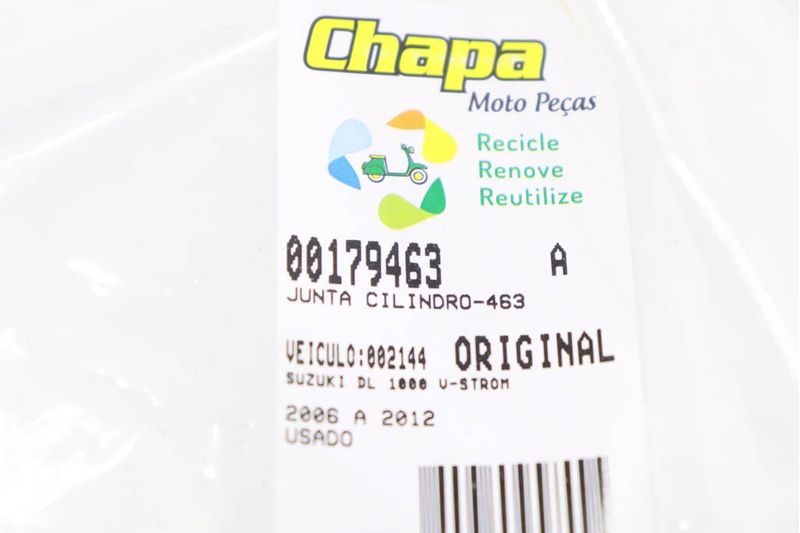 Chapa
Moto Peças
Recicle
Renove
Reutilize
00179463 A
JUNTA CILINDRO-463
VEICULO:002144 ORIGINAL
SUZUKI DL 1000 V-STROM
2006 A 2012
USADO